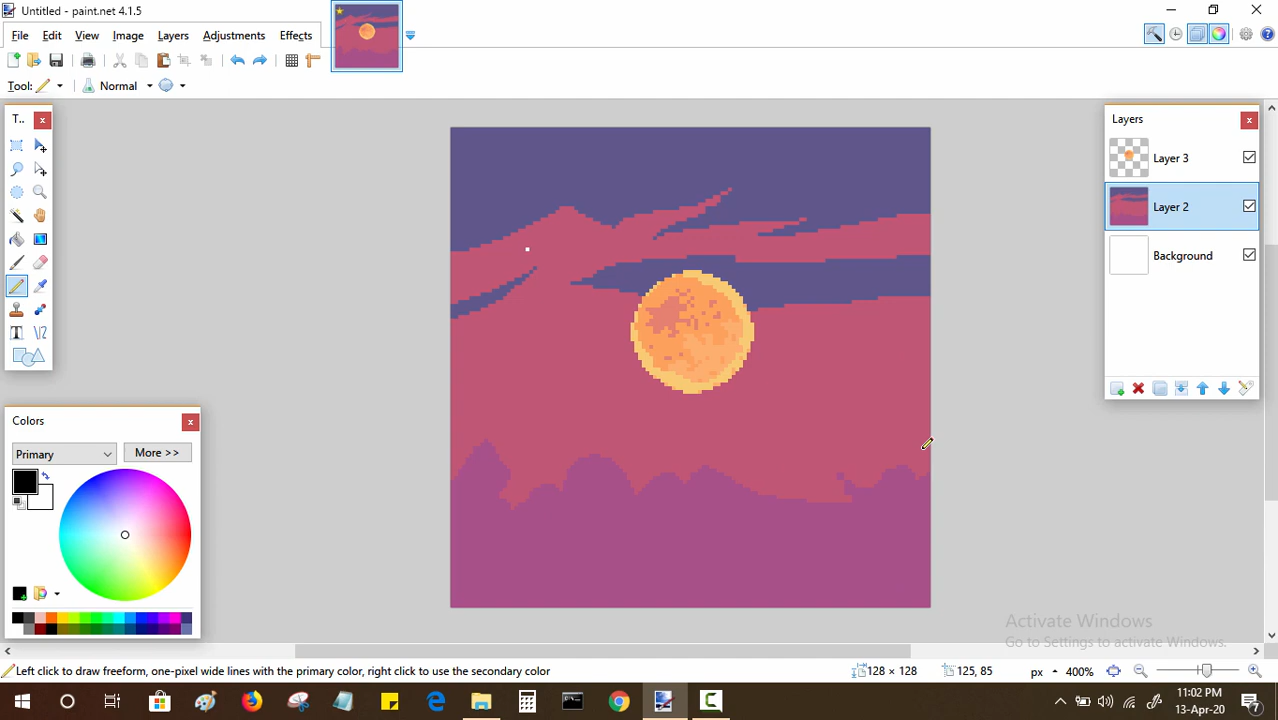 Untitled - paint.net 4.1.5
File Edit View Image Layers Adjustments Effects
Tool: Normal
T..
Layers
Layer 3
Layer 2
Background
Colors
Primary More >>
Activate Windows
Go to Settings to activate Windows.
Left click to draw freeform, one-pixel wide lines with the primary color, right click to use the secondary color 128 × 128 125, 85 px 400%
11:02 PM
13-Apr-20
7